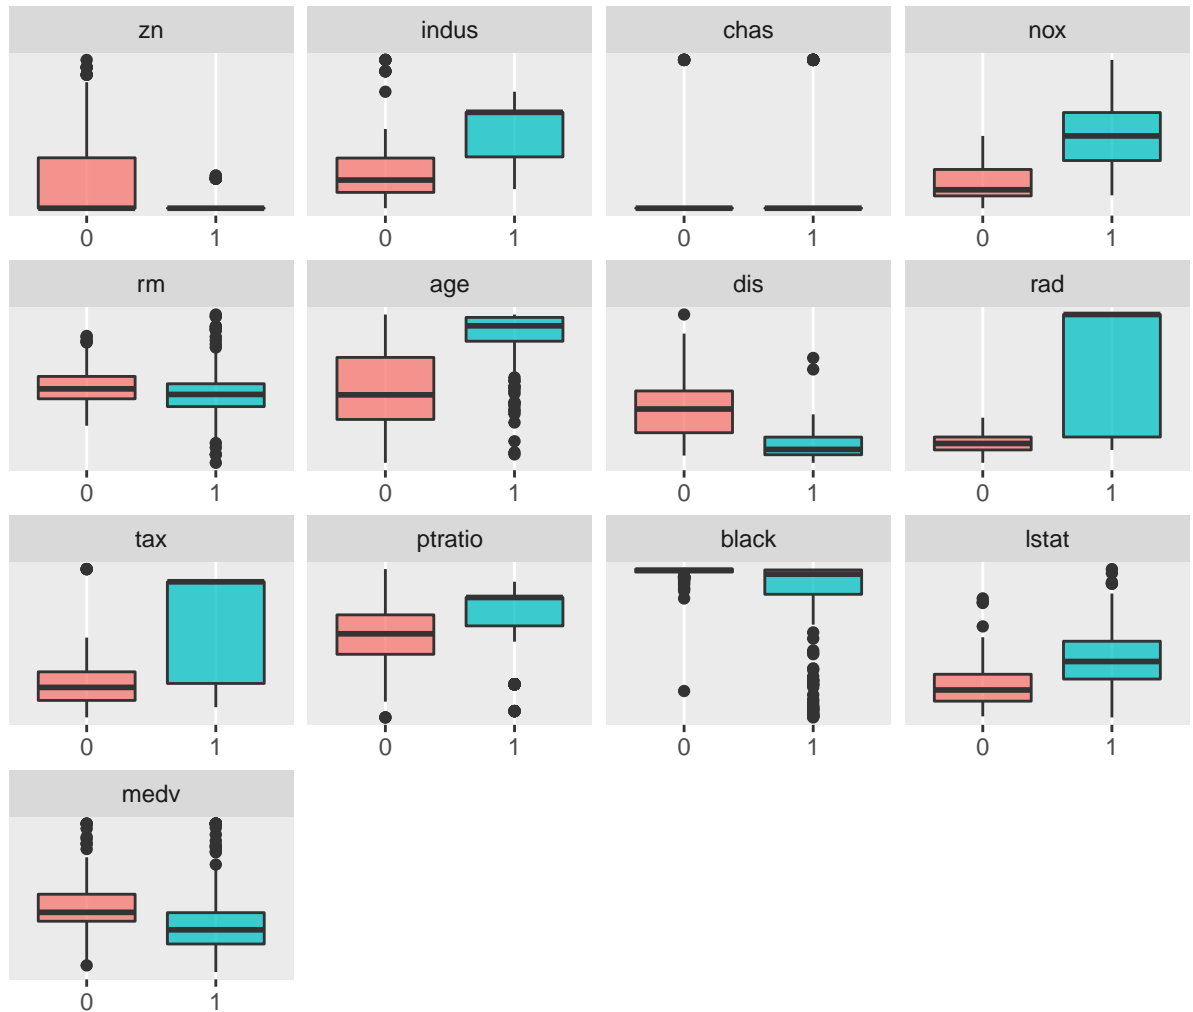 zn indus chas nox
0 1 0 1 0 1 0 1
rm age dis rad
0 1 0 1 0 1 0 1
tax ptratio black lstat
0 1 0 1 0 1 0 1
medv
0 1